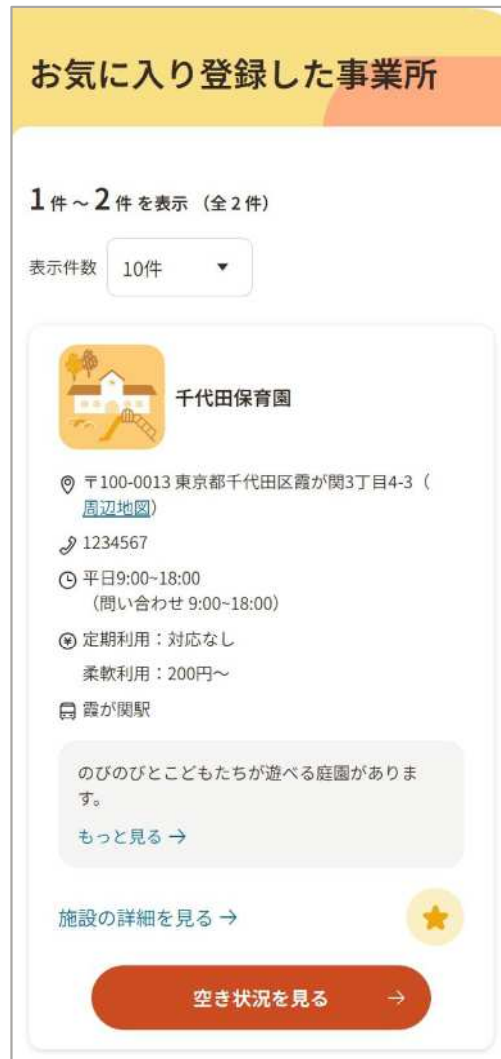 お気に入り登録した事業所
1件～2件を表示（全2件）
表示件数 10件
千代田保育園
〒100-0013 東京都千代田区霞が関3丁目4-3（
周辺地図）
1234567
平日9:00~18:00
（問い合わせ 9:00~18:00）
定期利用：対応なし
柔軟利用：200円～
霞が関駅
のびのびとこどもたちが遊べる庭園がありま
す。
もっと見る →
施設の詳細を見る →
空き状況を見る →